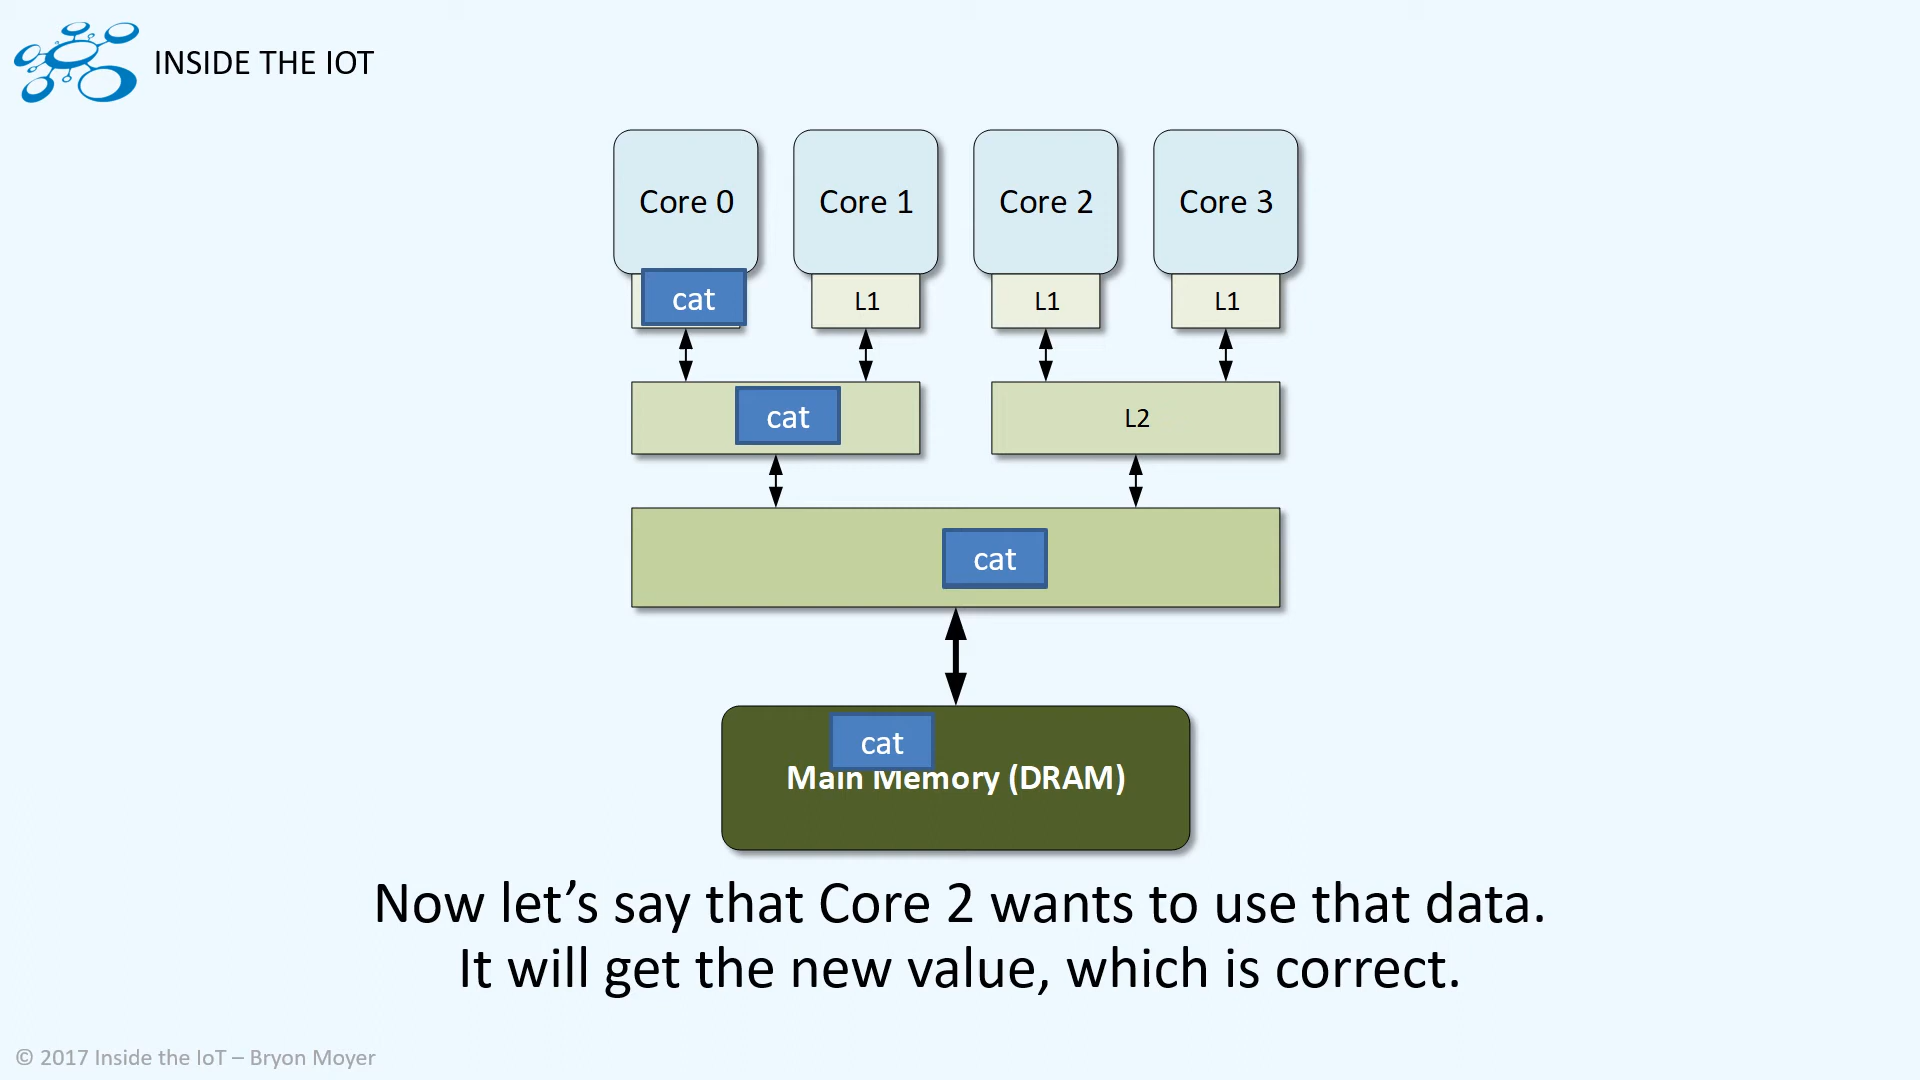 INSIDE THE IOT
Core 0
Core 1
Core 2
Core 3
cat
L1
L1
L1
cat
L2
cat
cat
Main Memory (DRAM)
Now let’s say that Core 2 wants to use that data.
It will get the new value, which is correct.
© 2017 Inside the IoT – Bryon Moyer